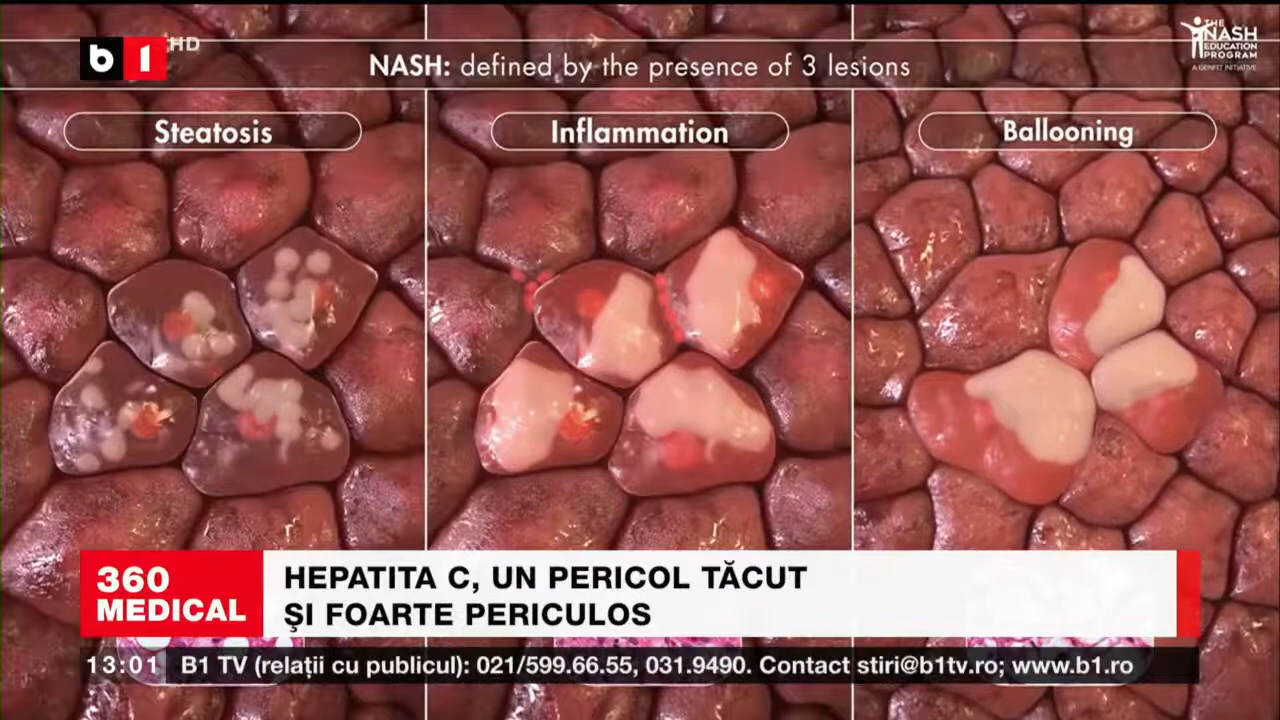 b1 HD
THE
NASH
EDUCATION
PROGRAM
A GENFIT INITIATIVE
NASH: defined by the presence of 3 lesions
Steatosis
Inflammation
Ballooning
360
MEDICAL
HEPATITA C, UN PERICOL TĂCUT
ŞI FOARTE PERICULOS
13:01 B1 TV (relații cu publicul): 021/599.66.55, 031.9490. Contact stiri@b1tv.ro; www.b1.ro